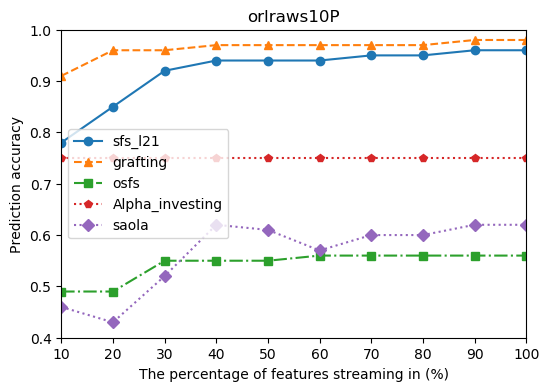 orlraws10P
1.0
0.9
0.8
0.7
0.6
0.5
0.4
Prediction accuracy
sfs_l21
grafting
osfs
Alpha_investing
saola
10 20 30 40 50 60 70 80 90 100
The percentage of features streaming in (%)